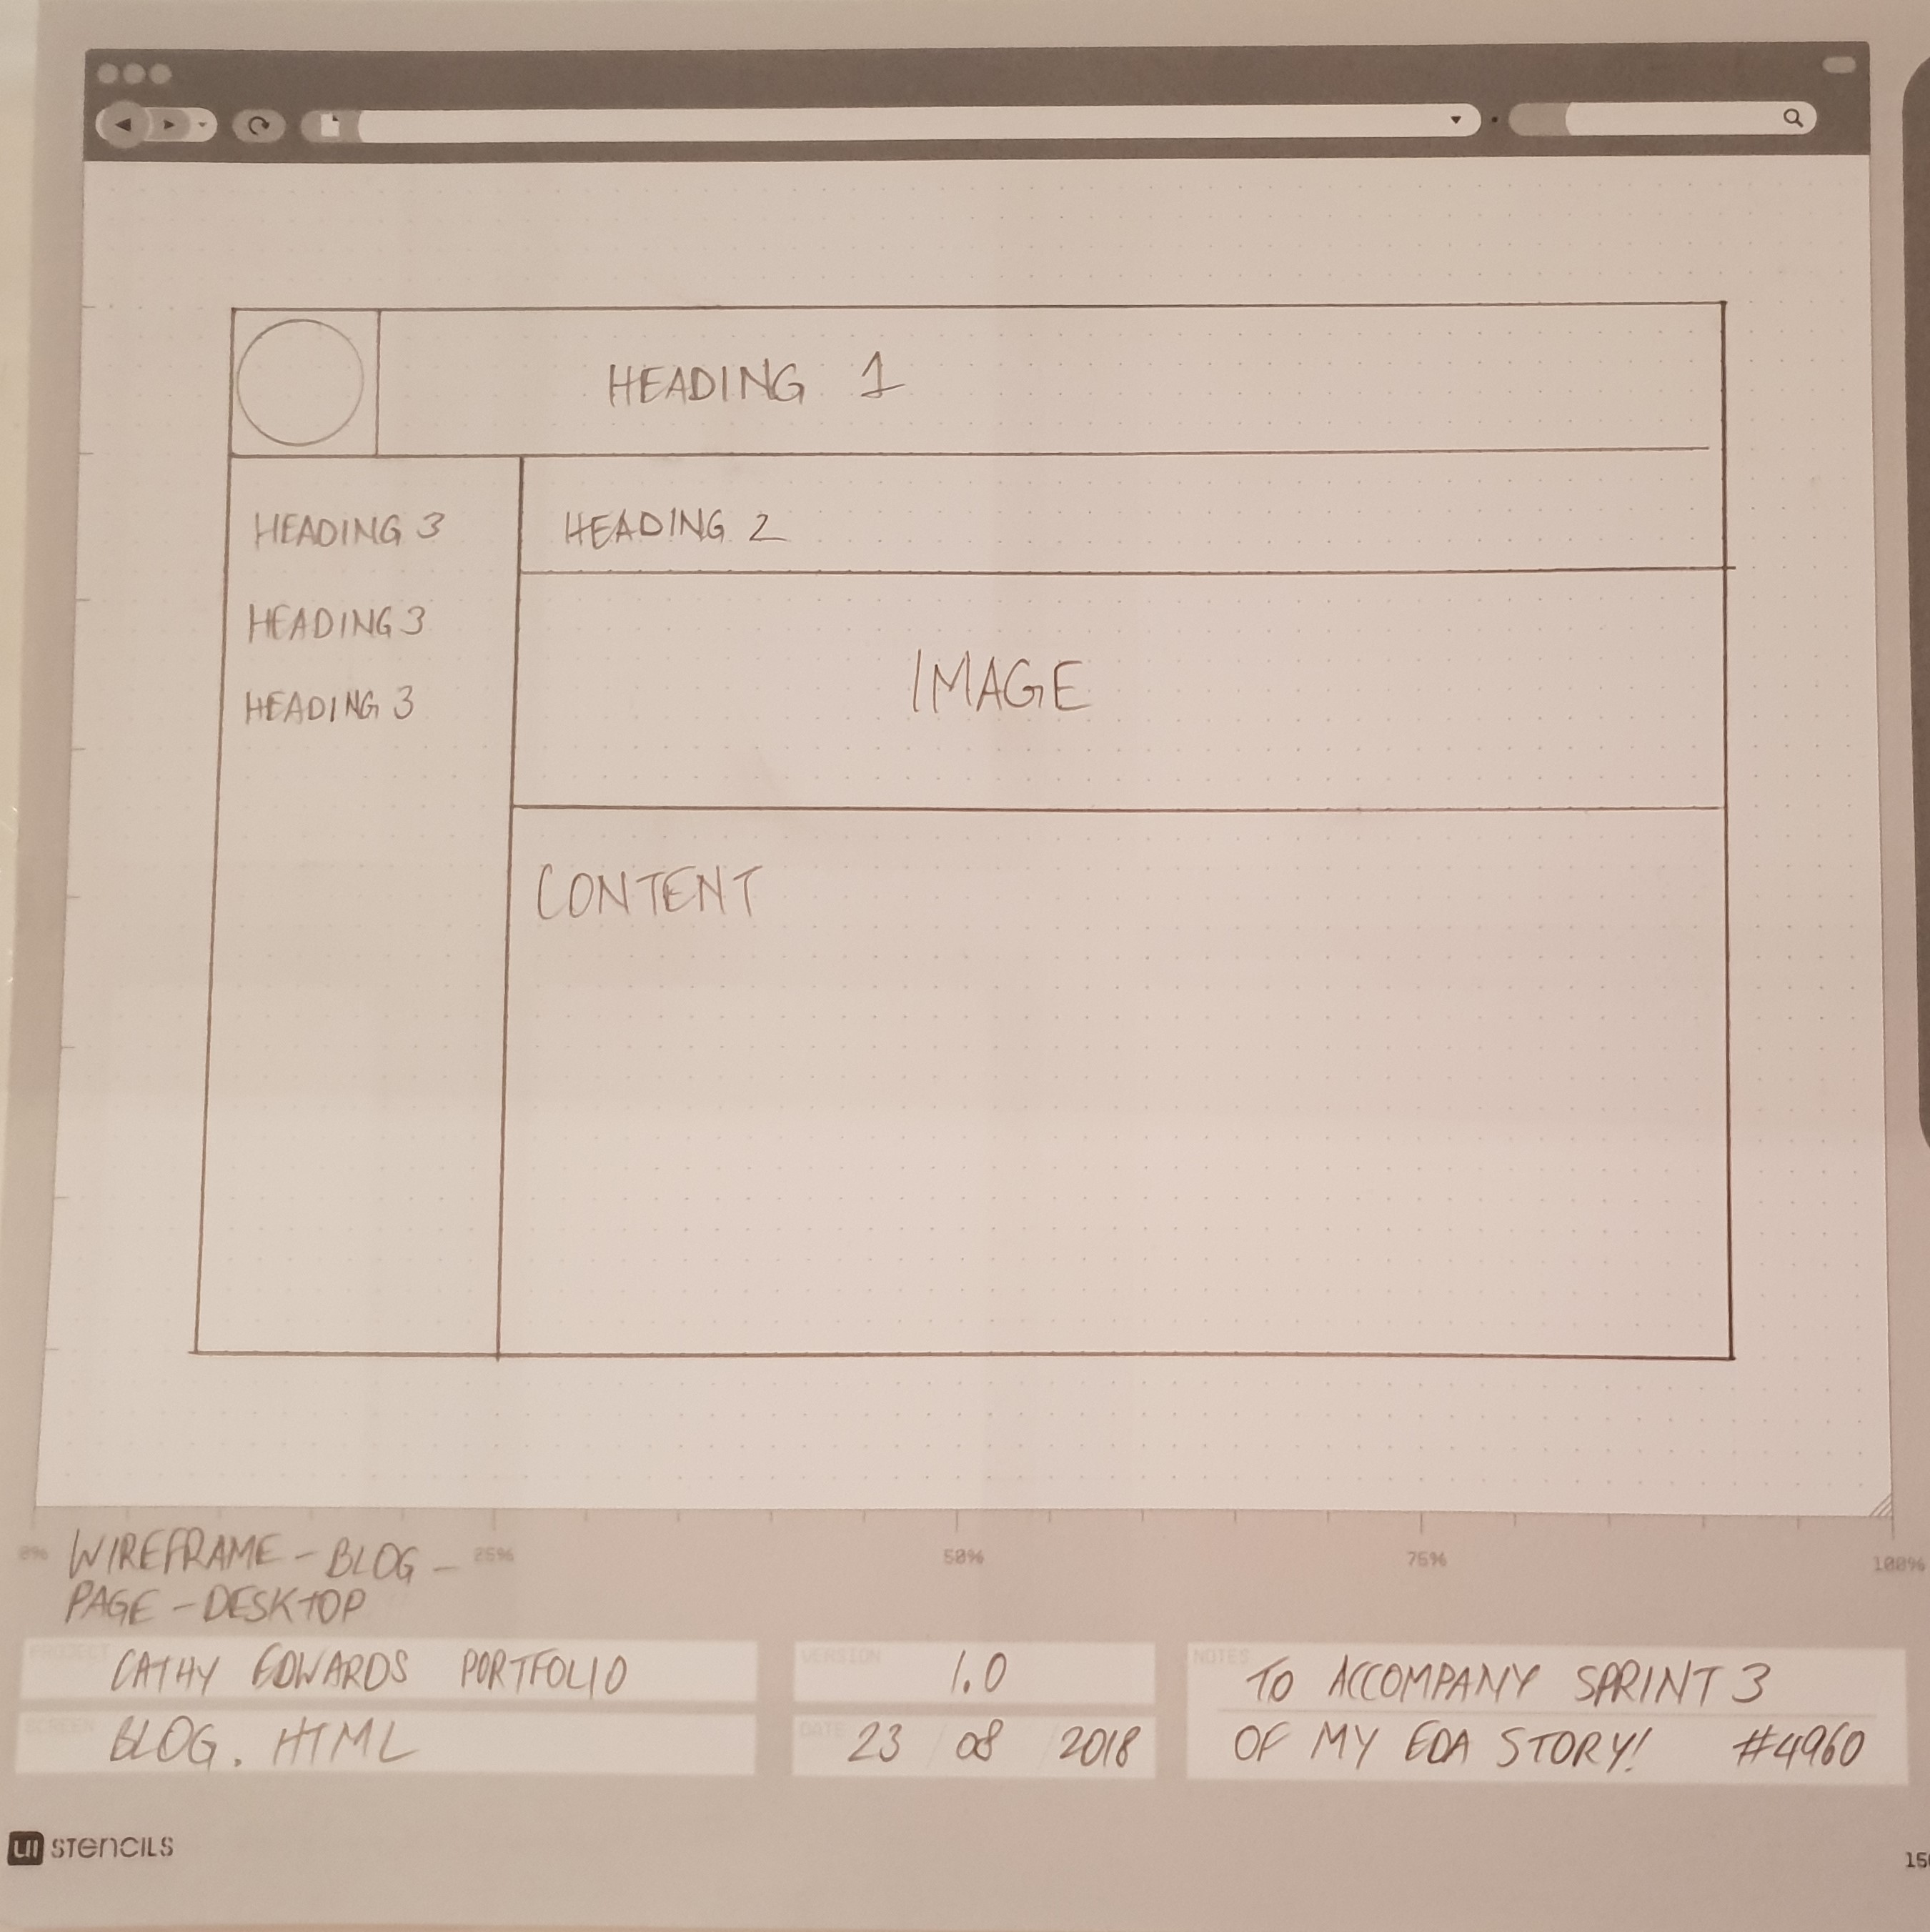 HEADING 1
HEADING 3
HEADING 3
HEADING 3
HEADING 2
IMAGE
CONTENT
0% 25% 50% 75% 100%
WIREFRAME - BLOG -
PAGE - DESKTOP
PROJECT CATHY EDWARDS PORTFOLIO
SCREEN BLOG. HTML
VERSION 1.0
DATE 23 / 08 / 2018
NOTES TO ACCOMPANY SPRINT 3
OF MY EDA STORY! #4960
UI STENCILS